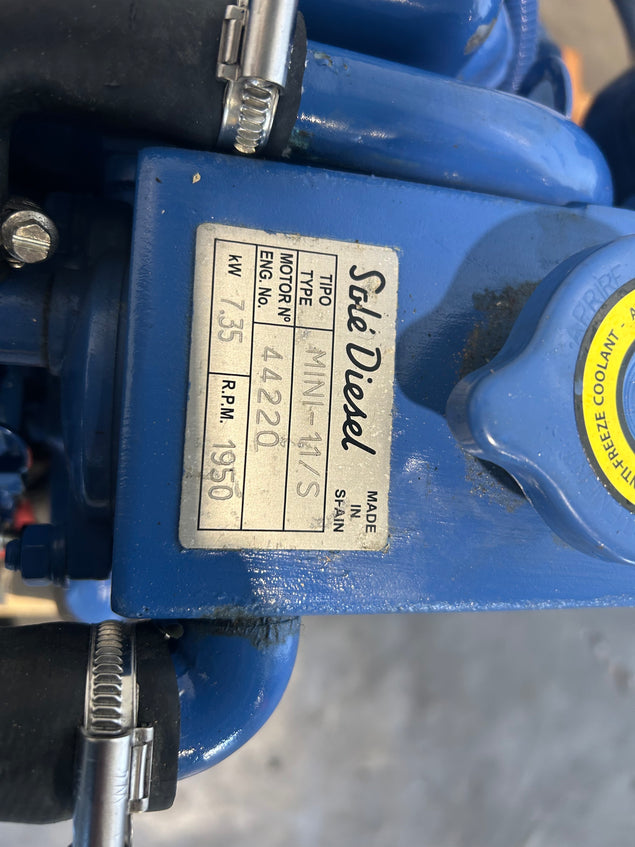 Solé Diesel
MADE
IN
SPAIN
TIPO
TYPE
MINI-11/S
MOTOR Nº
ENG. No.
44220
kW 7.35
R.P.M. 1950
APRIRE
ANTI-FREEZE COOLANT - A